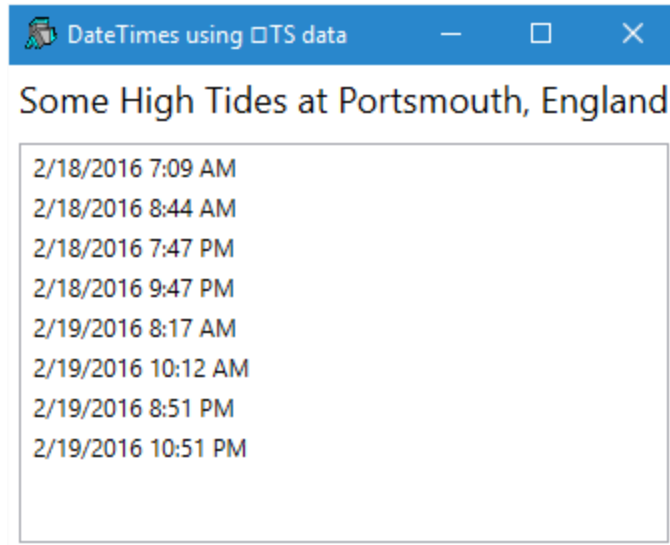 DateTimes using □TS data
Some High Tides at Portsmouth, England
2/18/2016 7:09 AM
2/18/2016 8:44 AM
2/18/2016 7:47 PM
2/18/2016 9:47 PM
2/19/2016 8:17 AM
2/19/2016 10:12 AM
2/19/2016 8:51 PM
2/19/2016 10:51 PM